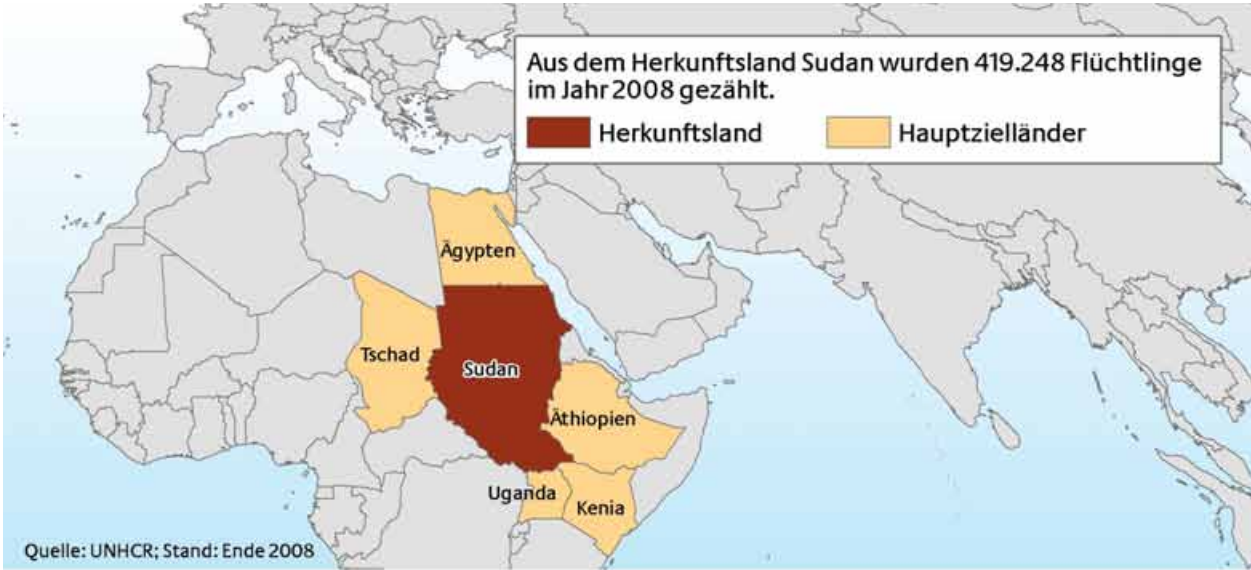 Aus dem Herkunftsland Sudan wurden 419.248 Flüchtlinge
im Jahr 2008 gezählt.
Herkunftsland
Hauptzielländer
Ägypten
Tschad
Sudan
Äthiopien
Uganda
Kenia
Quelle: UNHCR; Stand: Ende 2008